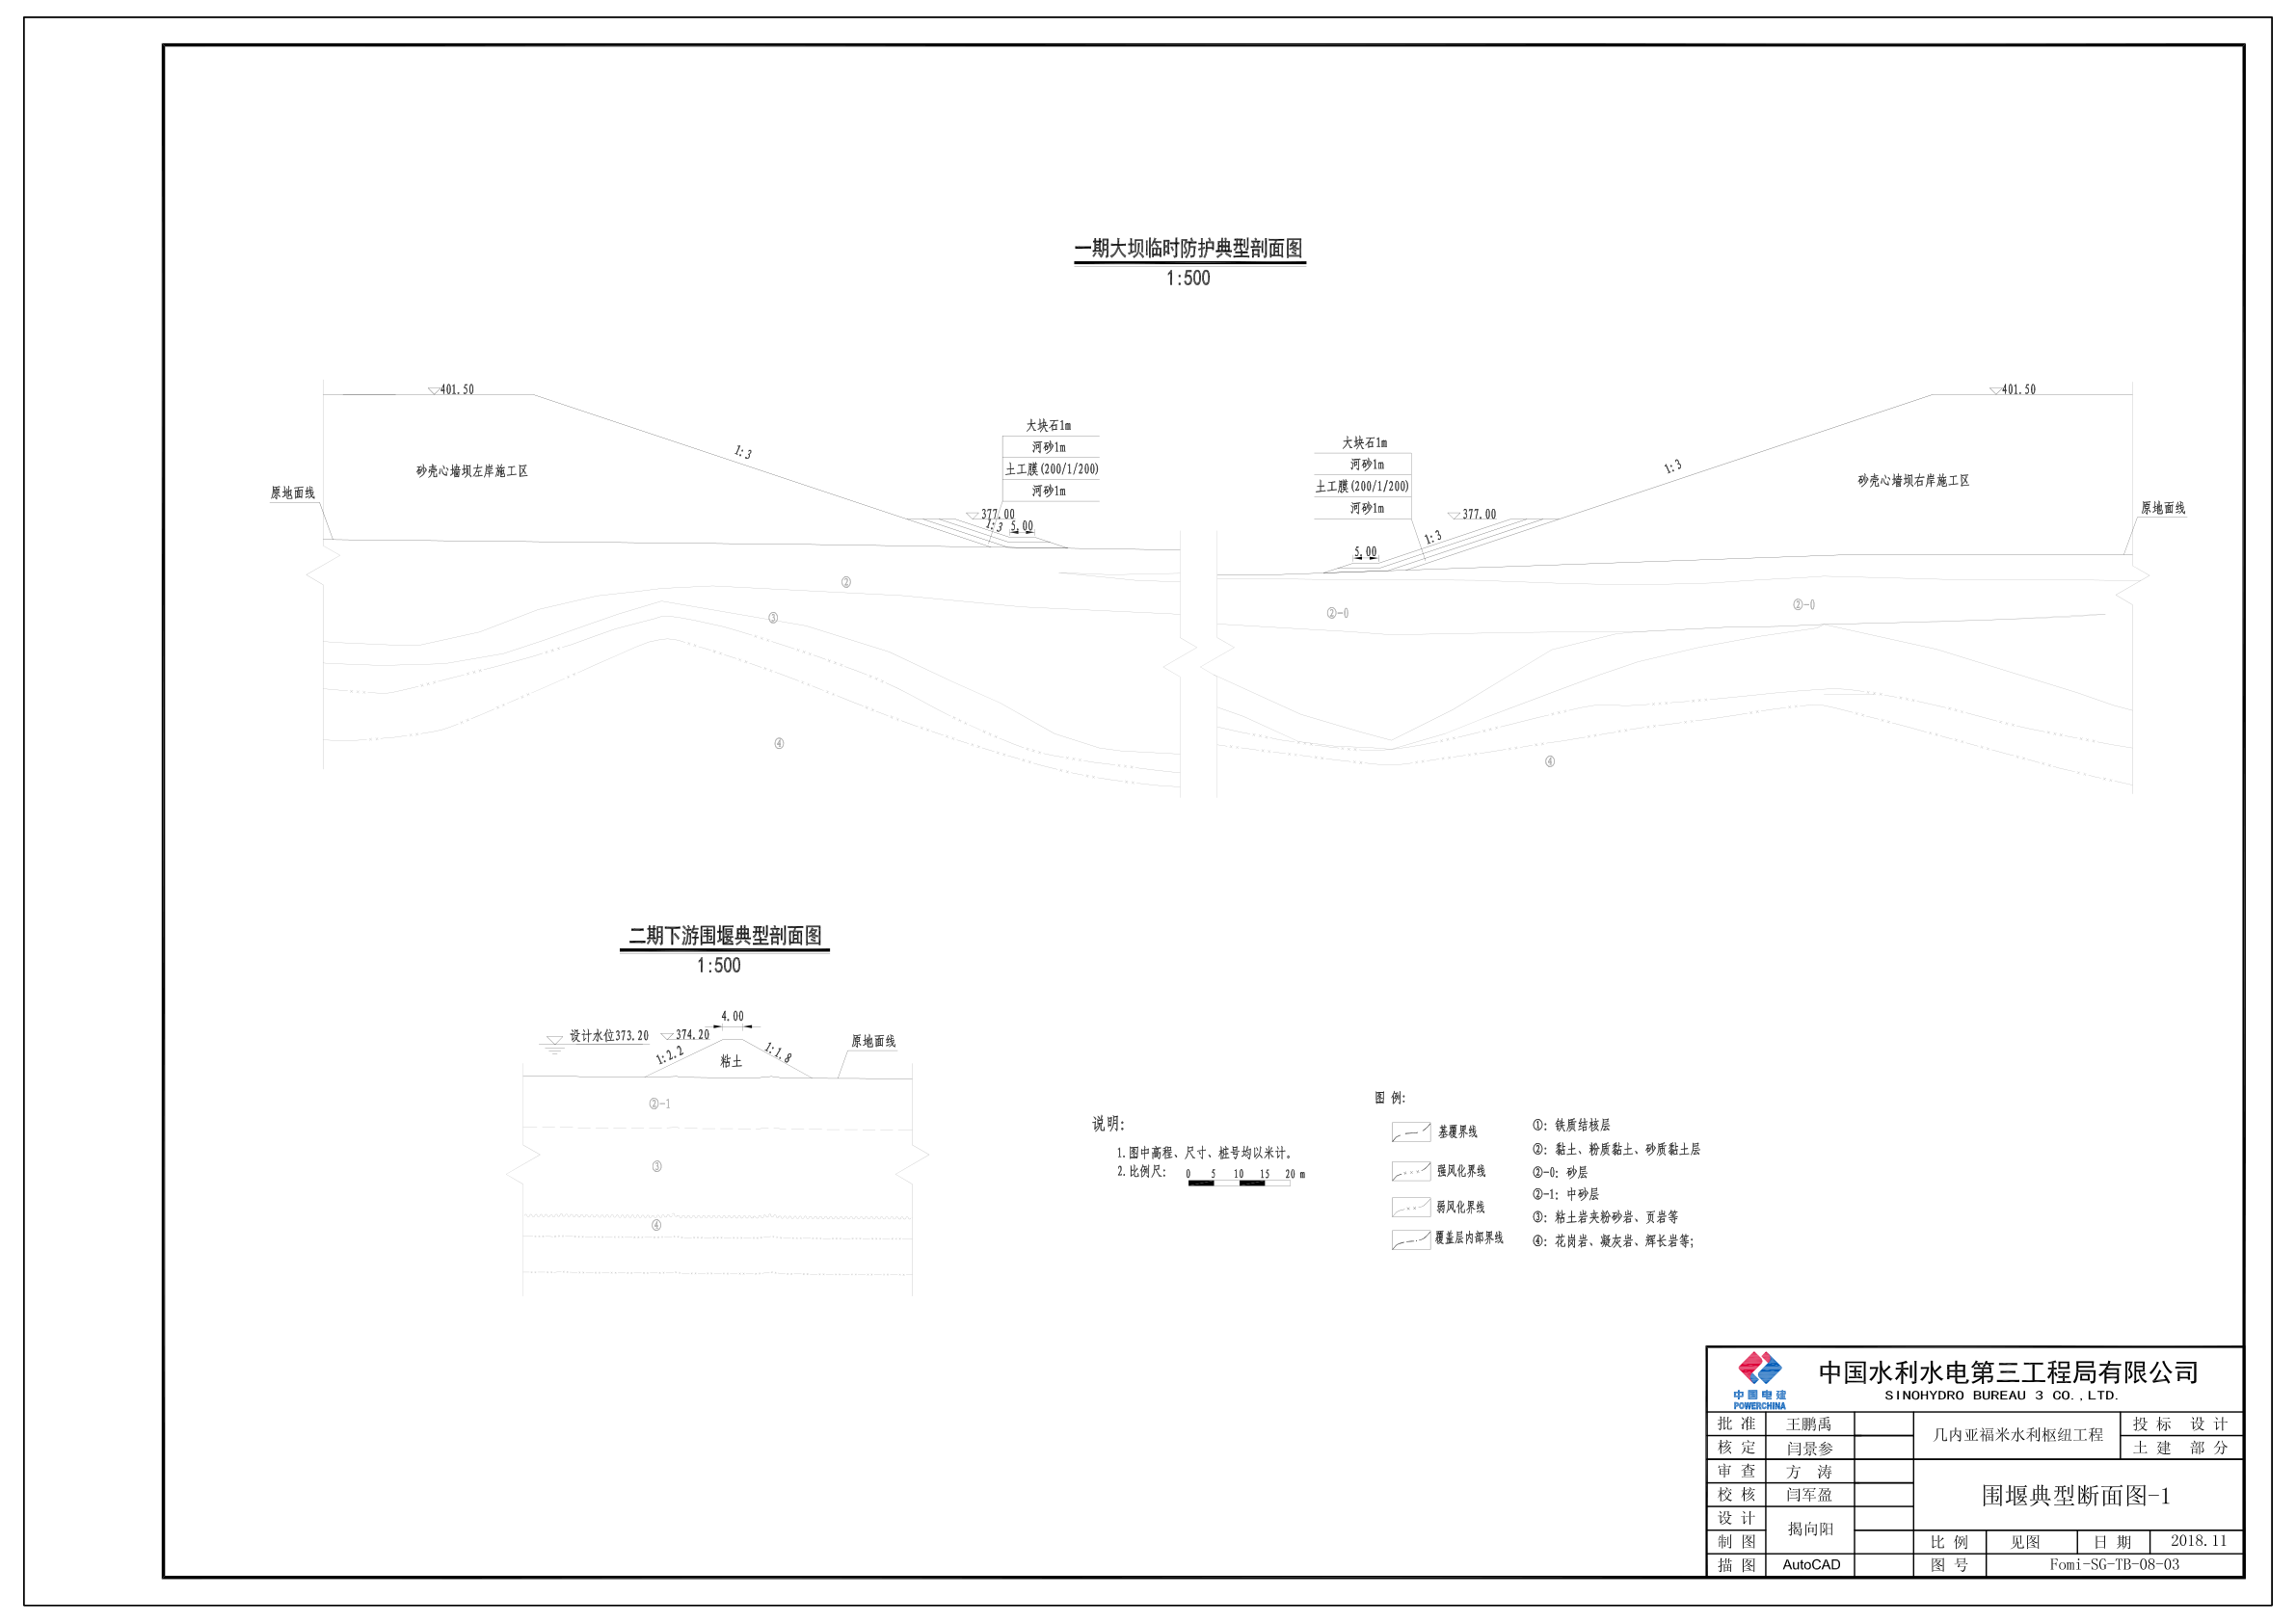 一期大坝临时防护典型剖面图
1:500
401.50
1:3
砂壳心墙坝左岸施工区
原地面线
大块石1m
河砂1m
土工膜(200/1/200)
河砂1m
377.00
1:3
5.00
大块石1m
河砂1m
土工膜(200/1/200)
河砂1m
377.00
1:3
5.00
1:3
401.50
砂壳心墙坝右岸施工区
原地面线
②
③
④
②-0
②-0
④
二期下游围堰典型剖面图
1:500
4.00
设计水位373.20
374.20
1:2.2
1:1.8
粘土
原地面线
②-1
③
④
说明:
1.图中高程、尺寸、桩号均以米计。
2.比例尺: 0 5 10 15 20 m
图 例:
基覆界线
强风化界线
弱风化界线
覆盖层内部界线
①: 铁质结核层
②: 黏土、粉质黏土、砂质黏土层
②-0: 砂层
②-1: 中砂层
③: 粘土岩夹粉砂岩、页岩等
④: 花岗岩、凝灰岩、辉长岩等;
中国电建
POWERCHINA
中国水利水电第三工程局有限公司
SINOHYDRO BUREAU 3 CO.,LTD.
批 准 王鹏禹
核 定 闫景参
审 查 方 涛
校 核 闫军盈
设 计 揭向阳
制 图
描 图 AutoCAD
几内亚福米水利枢纽工程
投 标 设 计
土 建 部 分
围堰典型断面图-1
比 例 见图 日 期 2018.11
图 号 Fomi-SG-TB-08-03